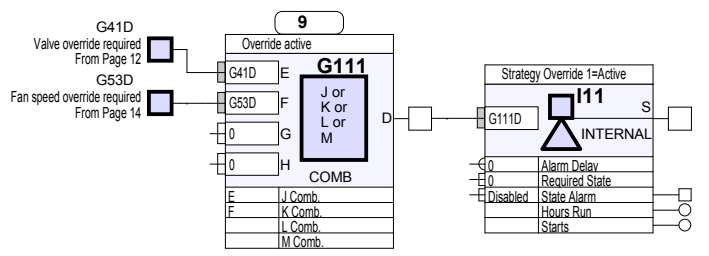 9
G41D
Valve override required
From Page 12
G53D
Fan speed override required
From Page 14
Override active
G111
G41D E
G53D F
0 G
0 H
J or
K or
L or
M
D
COMB
E J Comb.
F K Comb.
L Comb.
M Comb.
Strategy Override 1=Active
I11
S
G111D
INTERNAL
0 Alarm Delay
0 Required State
Disabled State Alarm
Hours Run
Starts